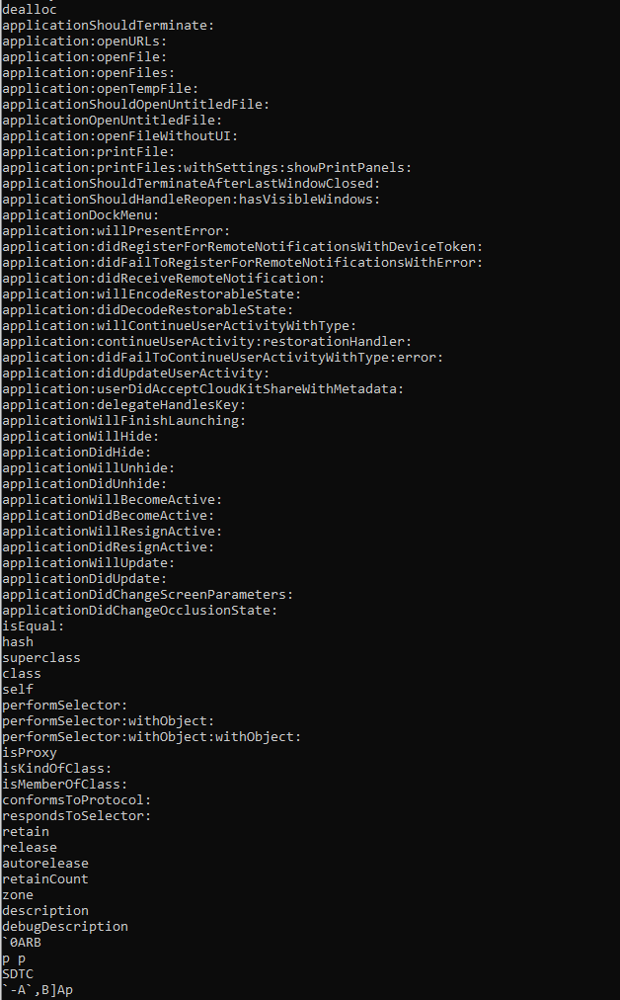 dealloc
applicationShouldTerminate:
application:openURLs:
application:openFile:
application:openFiles:
application:openTempFile:
applicationShouldOpenUntitledFile:
applicationOpenUntitledFile:
application:openFileWithoutUI:
application:printFile:
application:printFiles:withSettings:showPrintPanels:
applicationShouldTerminateAfterLastWindowClosed:
applicationShouldHandleReopen:hasVisibleWindows:
applicationDockMenu:
application:willPresentError:
application:didRegisterForRemoteNotificationsWithDeviceToken:
application:didFailToRegisterForRemoteNotificationsWithError:
application:didReceiveRemoteNotification:
application:willEncodeRestorableState:
application:didDecodeRestorableState:
application:willContinueUserActivityWithType:
application:continueUserActivity:restorationHandler:
application:didFailToContinueUserActivityWithType:error:
application:didUpdateUserActivity:
application:userDidAcceptCloudKitShareWithMetadata:
application:delegateHandlesKey:
applicationWillFinishLaunching:
applicationWillHide:
applicationDidHide:
applicationWillUnhide:
applicationDidUnhide:
applicationWillBecomeActive:
applicationDidBecomeActive:
applicationWillResignActive:
applicationDidResignActive:
applicationWillUpdate:
applicationDidUpdate:
applicationDidChangeScreenParameters:
applicationDidChangeOcclusionState:
isEqual:
hash
superclass
class
self
performSelector:
performSelector:withObject:
performSelector:withObject:withObject:
isProxy
isKindOfClass:
isMemberOfClass:
conformsToProtocol:
respondsToSelector:
retain
release
autorelease
retainCount
zone
description
debugDescription
`0ARB
p p
SDTC
`-A`,B]Ap